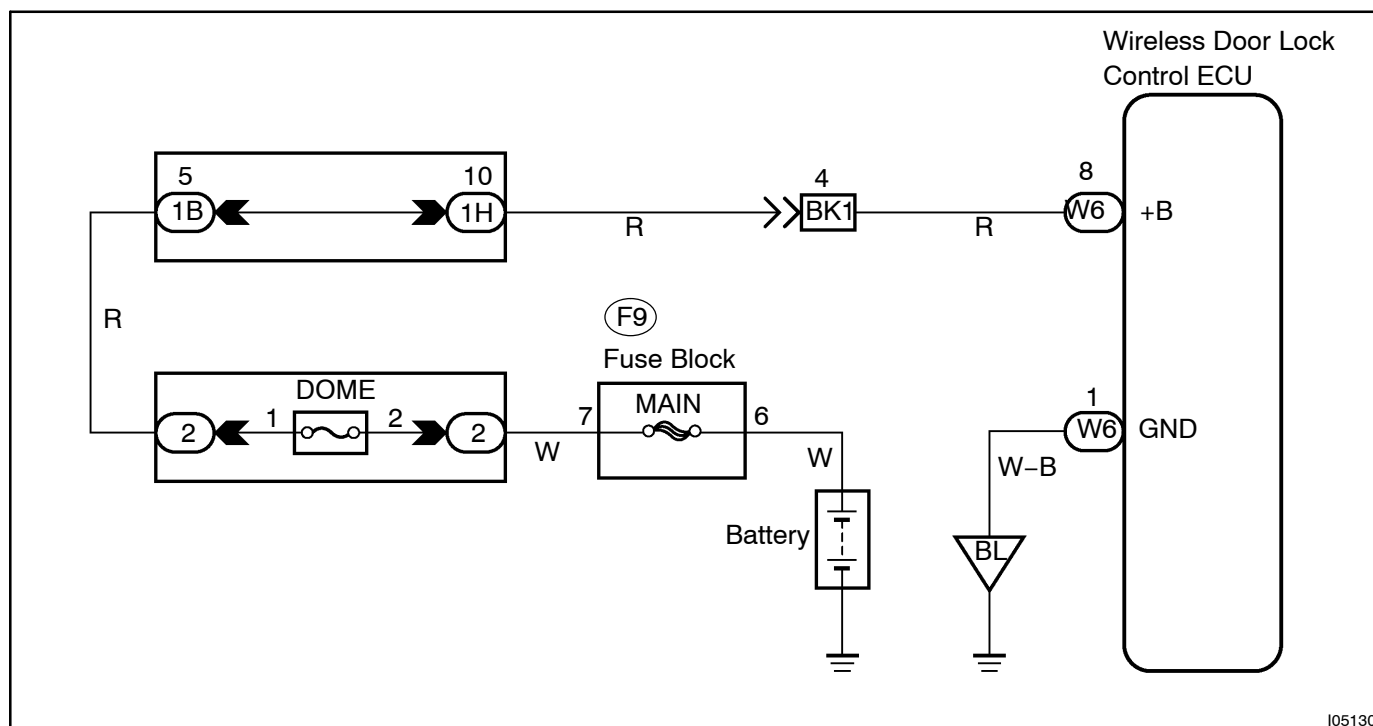 Wireless Door Lock
Control ECU
5
10
4
8
1B
1H
BK1
W6
+B
R
R
R
F9
Fuse Block
DOME
MAIN
1
2
2
2
7
6
W
W
1
W6
GND
W–B
Battery
BL
I05130